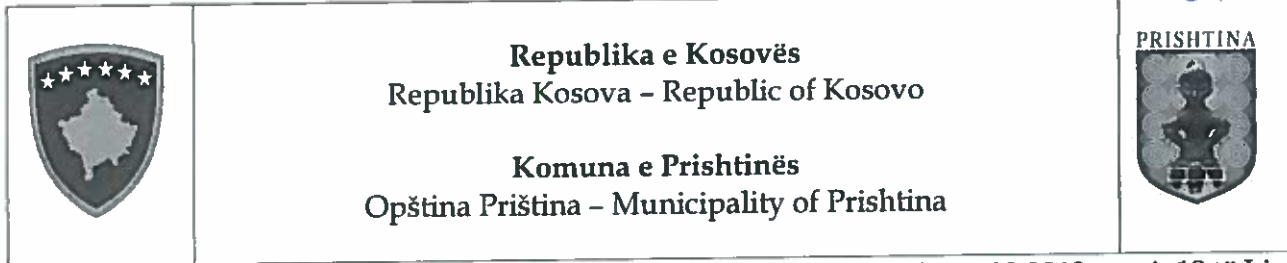 PRISHTINA
Republika e Kosovës
Republika Kosova – Republic of Kosovo
Komuna e Prishtinës
Opština Priština – Municipality of Prishtina